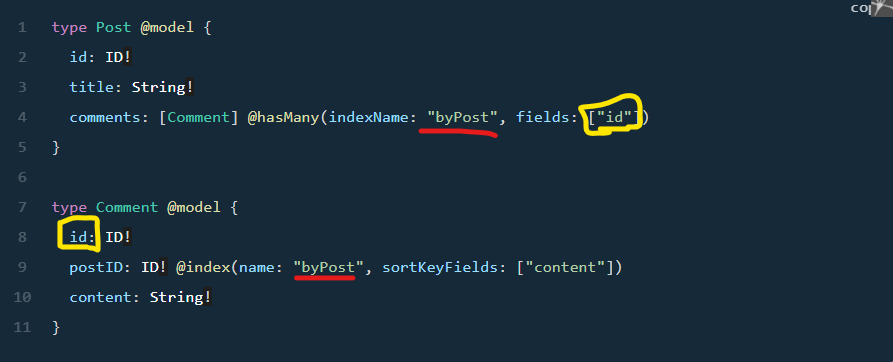 cop
1 type Post @model {
2 id: ID!
3 title: String!
4 comments: [Comment] @hasMany(indexName: "byPost", fields: ["id"])
5 }
6
7 type Comment @model {
8 id: ID!
9 postID: ID! @index(name: "byPost", sortKeyFields: ["content"])
10 content: String!
11 }